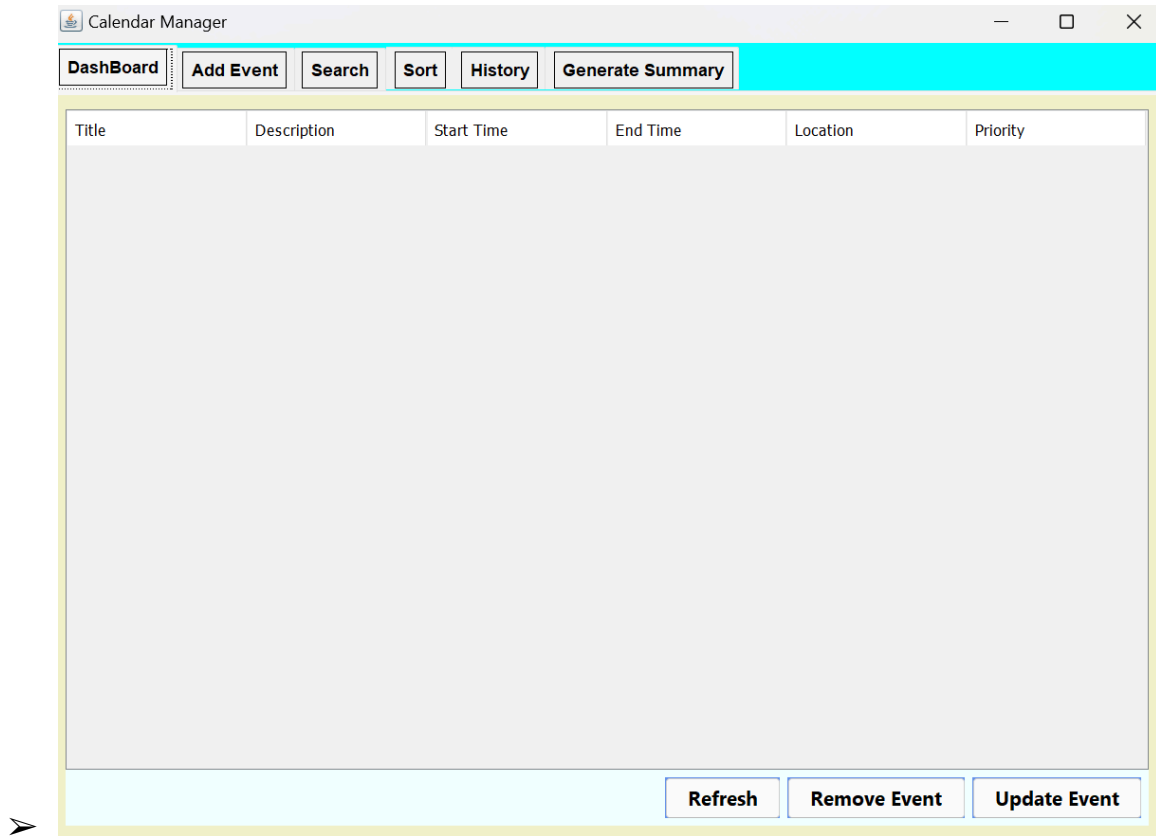 Calendar Manager
DashBoard Add Event Search Sort History Generate Summary
Title Description Start Time End Time Location Priority
Refresh Remove Event Update Event